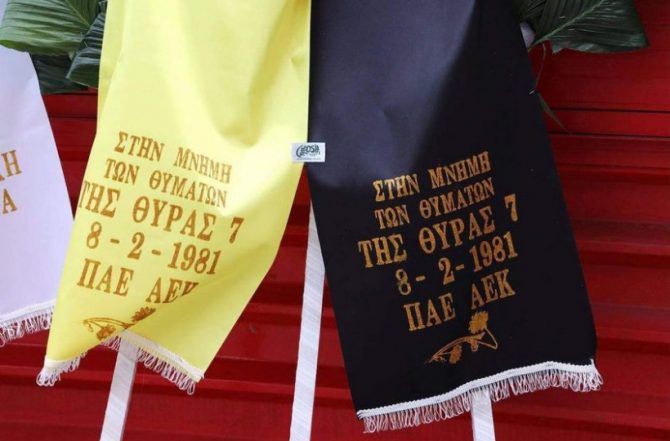 ΣΤΗΝ ΜΝΗΜΗ
ΤΩΝ ΘΥΜΑΤΩΝ
ΤΗΣ ΘΥΡΑΣ 7
8 - 2 - 1981
ΠΑΕ ΑΕΚ
ΣΤΗΝ ΜΝΗΜΗ
ΤΩΝ ΘΥΜΑΤΩΝ
ΤΗΣ ΘΥΡΑΣ 7
8 - 2 - 1981
ΠΑΕ ΑΕΚ